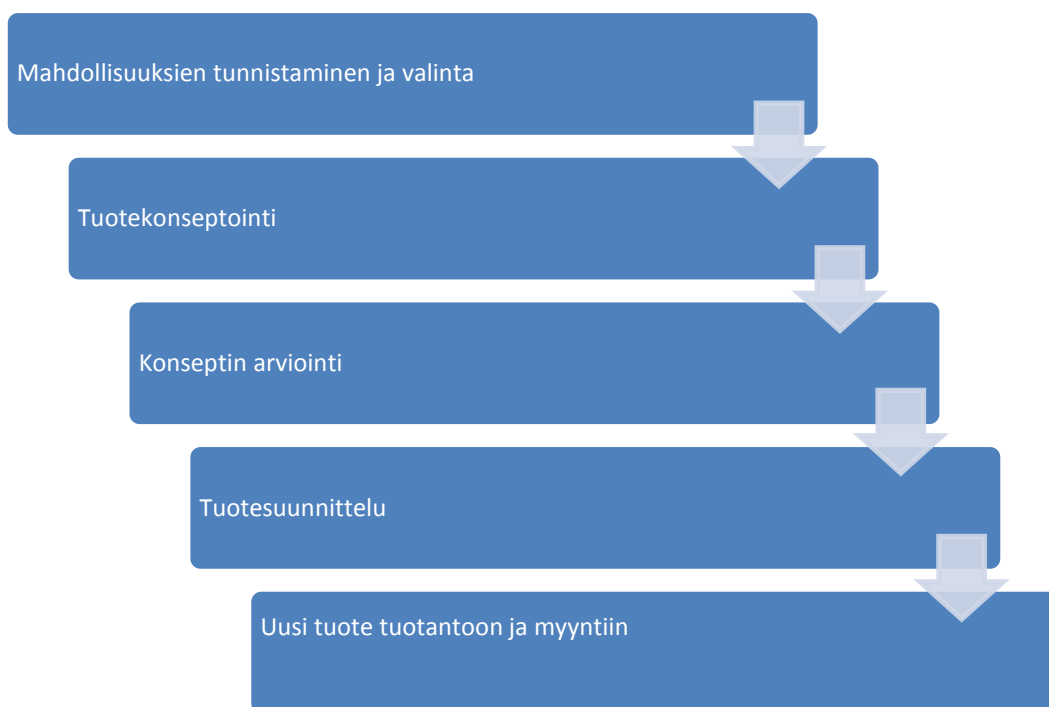 Mahdollisuuksien tunnistaminen ja valinta
Tuotekonseptointi
Konseptin arviointi
Tuotesuunnittelu
Uusi tuote tuotantoon ja myyntiin